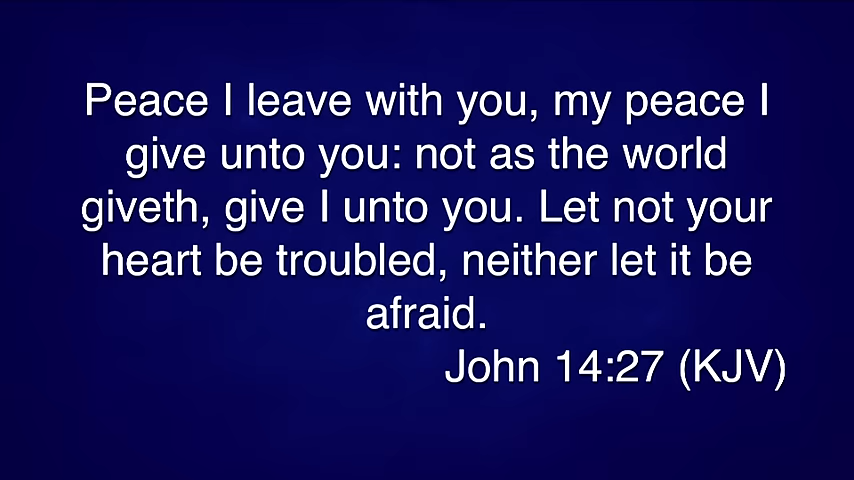 Peace I leave with you, my peace I
give unto you: not as the world
giveth, give I unto you. Let not your
heart be troubled, neither let it be
afraid.
John 14:27 (KJV)